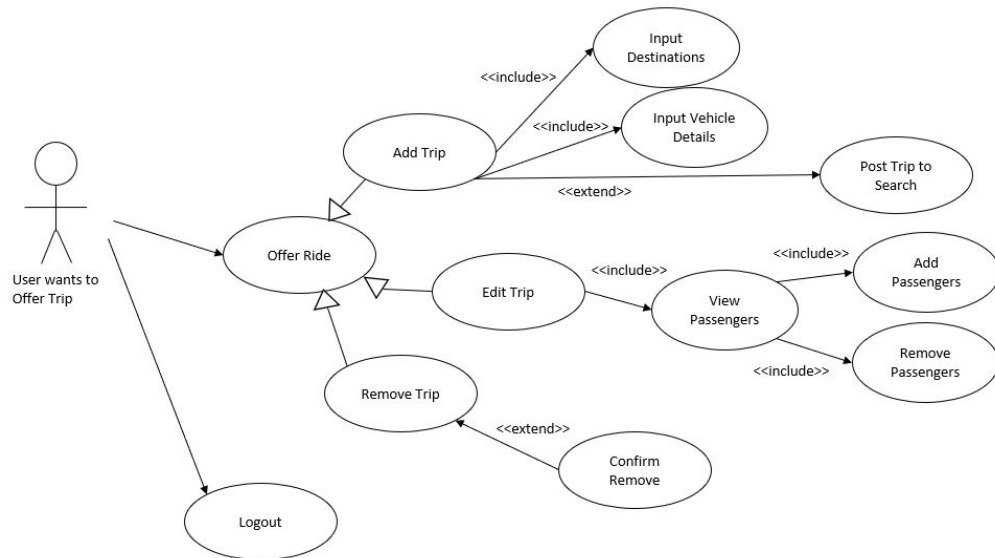 Input
Destinations
<<include>>
Input Vehicle
Details
<<include>>
Add Trip
Post Trip to
Search
<<extend>>
User wants to
Offer Trip
Offer Ride
Edit Trip
<<include>>
View
Passengers
<<include>>
Add
Passengers
<<include>>
Remove
Passengers
Remove Trip
<<extend>>
Confirm
Remove
Logout